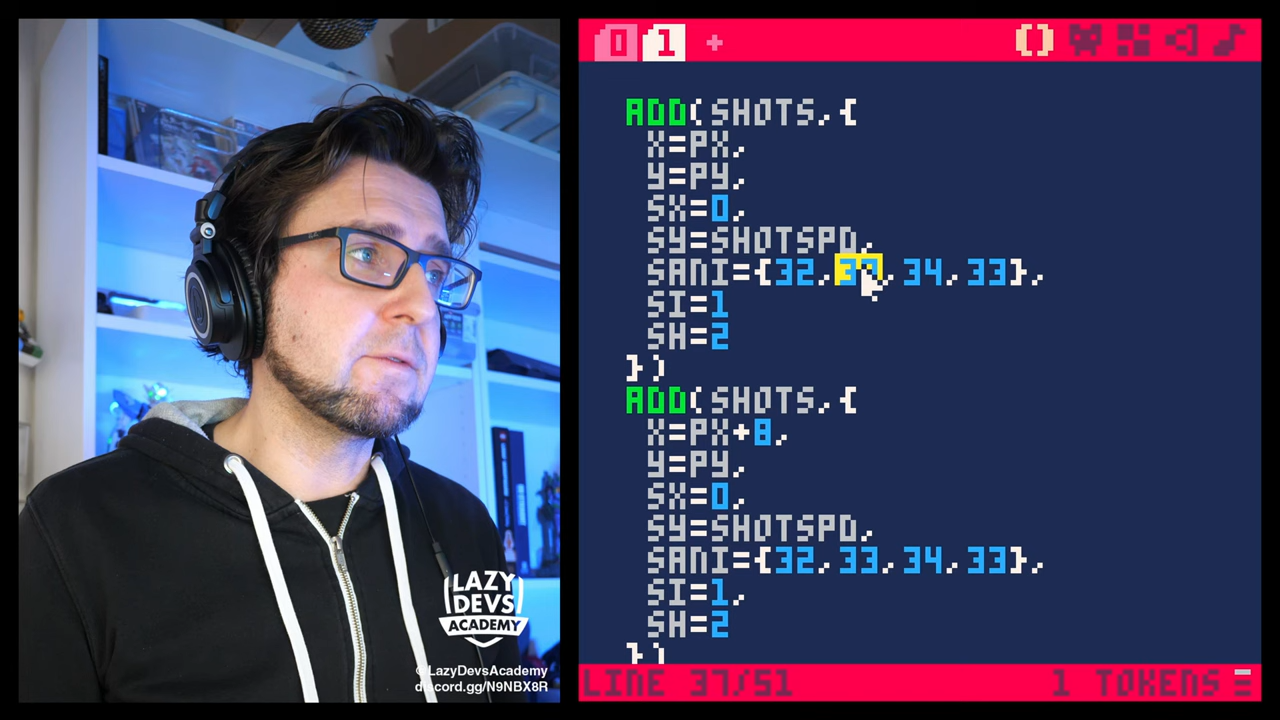 0 1 +
ADD(SHOTS,{
X=PX,
Y=PY,
SX=0,
SY=SHOTSPD,
SANI={32,33,34,33},
SI=1
SH=2
})
ADD(SHOTS,{
X=PX+8,
Y=PY,
SX=0,
SY=SHOTSPD,
SANI={32,33,34,33},
SI=1,
SH=2
})
LINE 37/51 1 TOKENS
LAZY
DEVS
ACADEMY
©LazyDevsAcademy
discord.gg/N9NBX8R